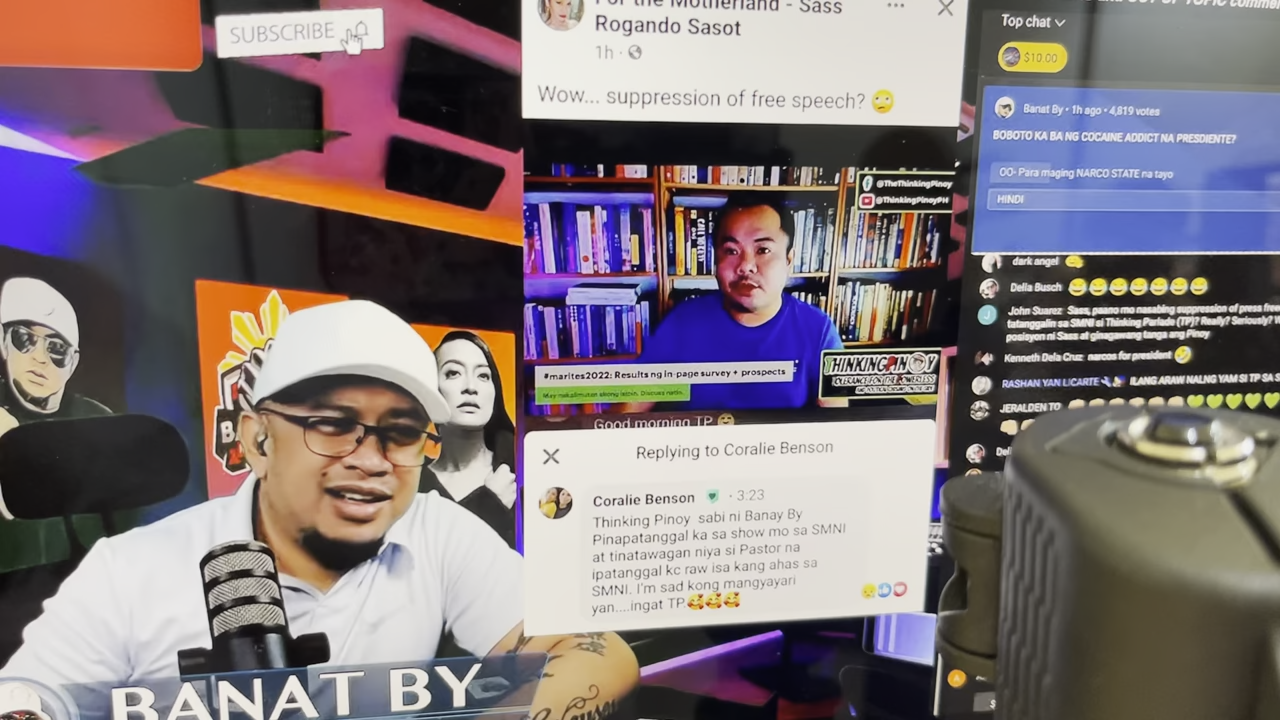 SUBSCRIBE
For the Motherland - Sass
Rogando Sasot
1h
Wow... suppression of free speech? 🙄
@TheThinkingPinoy
@ThinkingPinoyPH
#marites2022: Results ng in-page survey + prospects
THINKINGPINOY
TOLERANCE FOR THE POWERLESS
Good morning TP
Replying to Coralie Benson
Coralie Benson · 3:23
Thinking Pinoy sabi ni Banay By
Pinapatanggal ka sa show mo sa SMNI
at tinatawagan niya si Pastor na
ipatanggal kc raw isa kang ahas sa
SMNI. I'm sad kong mangyayari
yan....ingat TP.🥰🥰🥰
BANAT BY
Top chat
$10.00
Banat By • 1h ago • 4,819 votes
BOBOTO KA BA NG COCAINE ADDICT NA PRESDIENTE?
OO- Para maging NARCO STATE na tayo
HINDI
dark angel
Della Busch
John Suarez Sass, paano mo nasabing suppression of press
tatanggalin sa SMNI si Thinking Parlade (TP)? Really? Seriously?
posisyon ni Sass at ginagawang tanga ang Pinoy
Kenneth Dela Cruz narcos for president
RASHAN YAN LICARTE ILANG ARAW NALNG YAM SI TP SA
JERALDEN TO